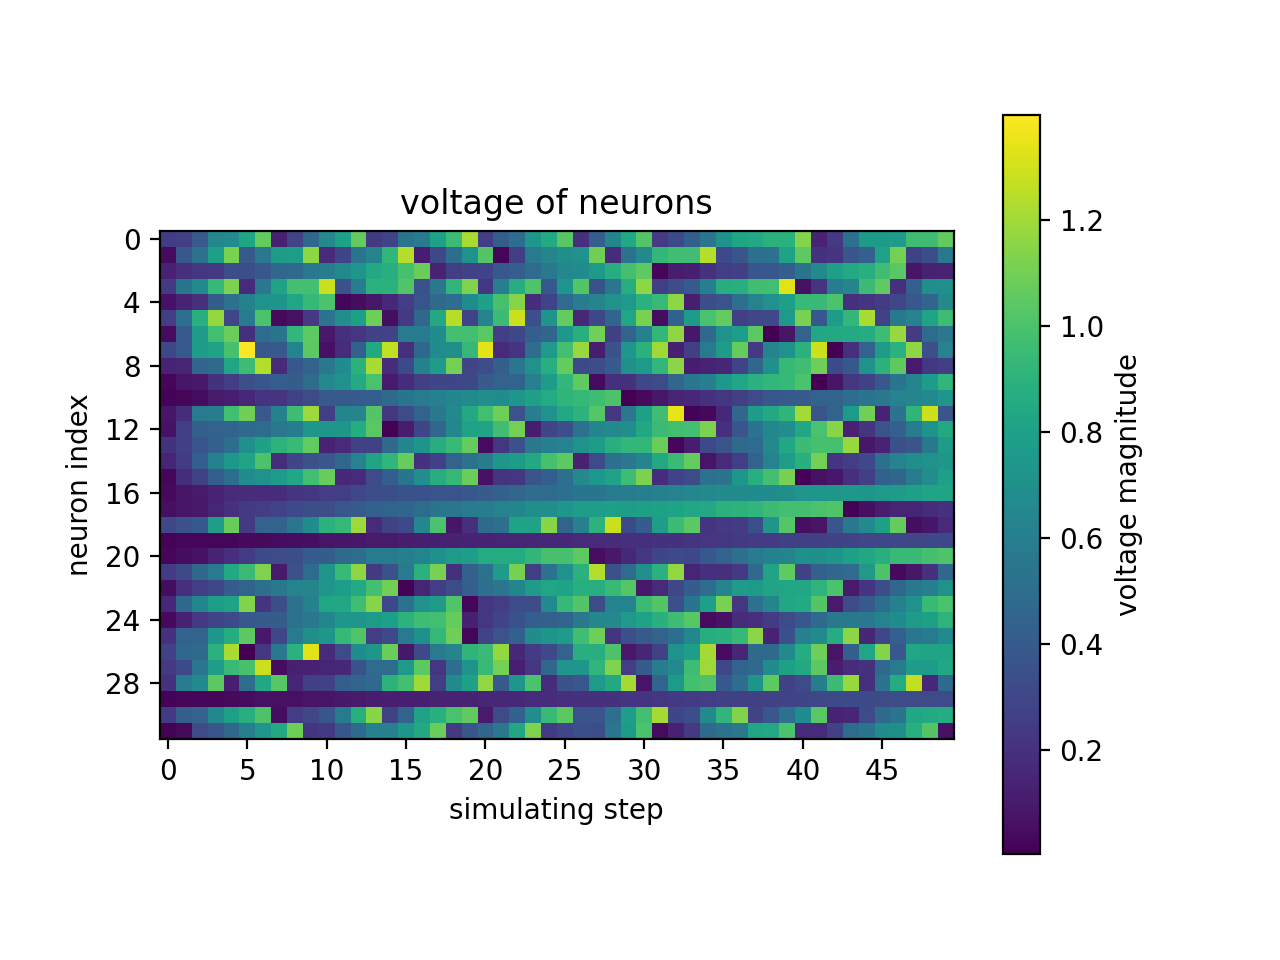 voltage of neurons
0
4
8
12
16
20
24
28
neuron index
0 5 10 15 20 25 30 35 40 45
simulating step
1.2
1.0
0.8
0.6
0.4
0.2
voltage magnitude